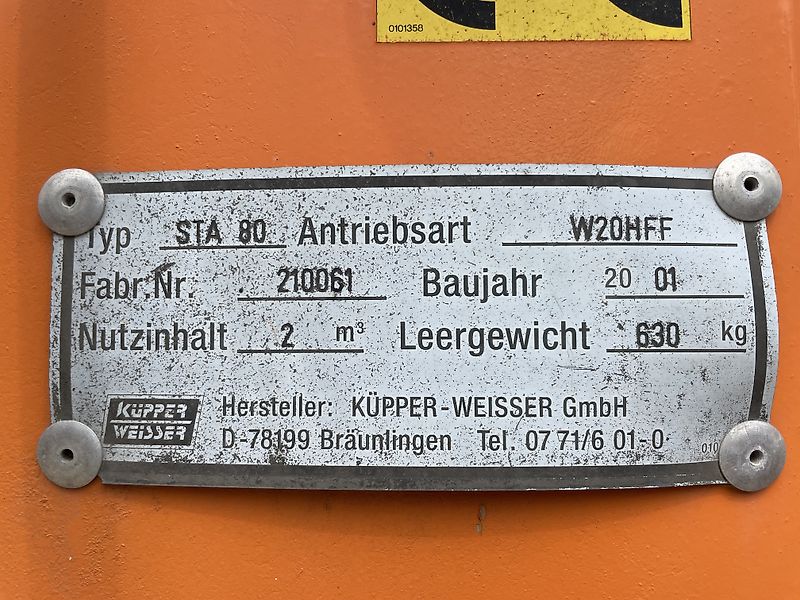 0101358
Typ STA 80 Antriebsart W20HFF
Fabr.Nr. 210061 Baujahr 20 01
Nutzinhalt 2 m³ Leergewicht 630 kg
KÜPPER
WEISSER
Hersteller: KÜPPER-WEISSER GmbH
D-78199 Bräunlingen Tel. 07 71/6 01-0